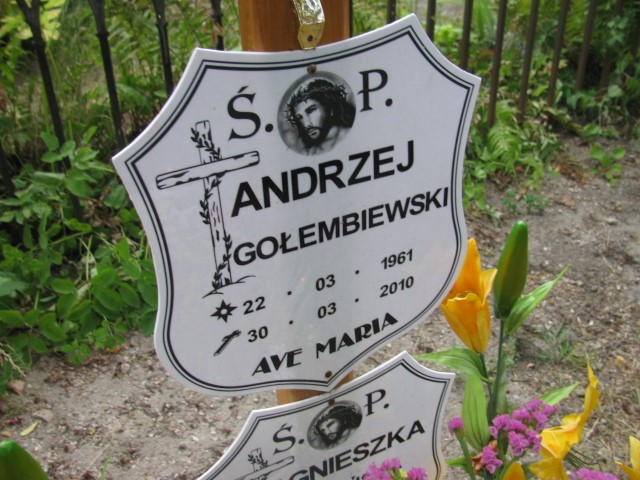 Ś. P.
ANDRZEJ
GOŁEMBIEWSKI
22 . 03 . 1961
30 . 03 . 2010
AVE MARIA
Ś. P.
GNIESZKA